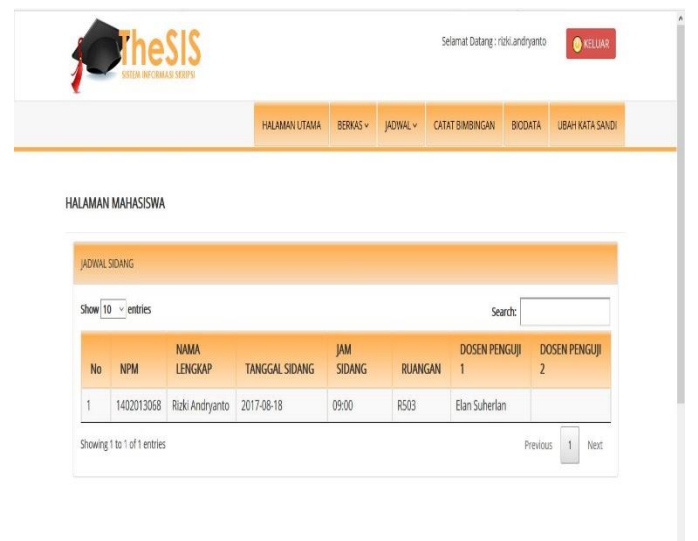 TheSIS
SISTEM INFORMASI SKRIPSI
Selamat Datang : rizki.andryanto
KELUAR
HALAMAN UTAMA BERKAS JADWAL CATAT BIMBINGAN BIODATA UBAH KATA SANDI
HALAMAN MAHASISWA
JADWAL SIDANG
Show 10 entries Search:
No NPM NAMA LENGKAP TANGGAL SIDANG JAM SIDANG RUANGAN DOSEN PENGUJI 1 DOSEN PENGUJI 2
1 1402013068 Rizki Andryanto 2017-08-18 09:00 R503 Elan Suherlan
Showing 1 to 1 of 1 entries Previous 1 Next